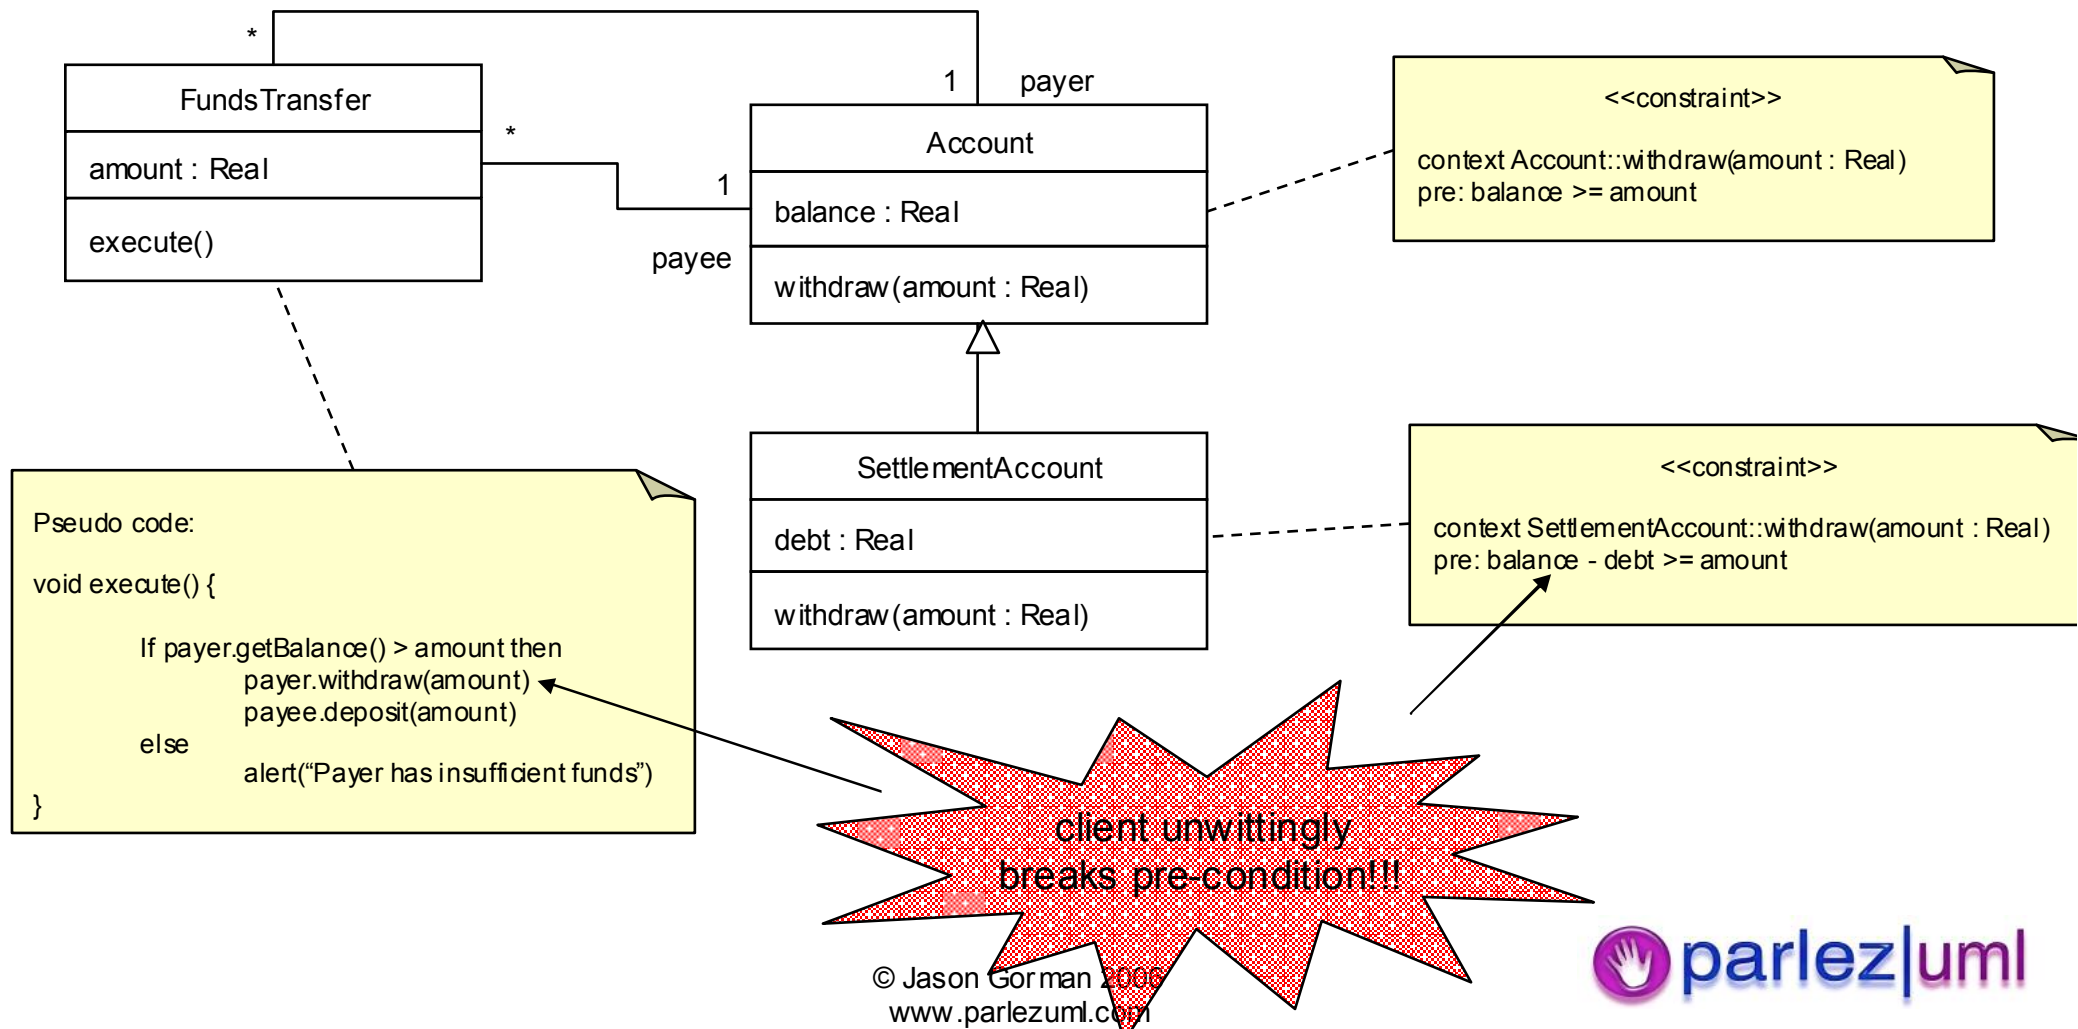 *
FundsTransfer
amount : Real
execute()
*
1
payee
1
payer
Account
balance : Real
withdraw(amount : Real)
<<constraint>>
context Account::withdraw(amount : Real)
pre: balance >= amount
SettlementAccount
debt : Real
withdraw(amount : Real)
<<constraint>>
context SettlementAccount::withdraw(amount : Real)
pre: balance - debt >= amount
Pseudo code:
void execute() {
If payer.getBalance() > amount then
payer.withdraw(amount)
payee.deposit(amount)
else
alert(“Payer has insufficient funds”)
}
client unwittingly
breaks pre-condition!!!
© Jason Gorman 2006
www.parlezuml.com
parlez|uml